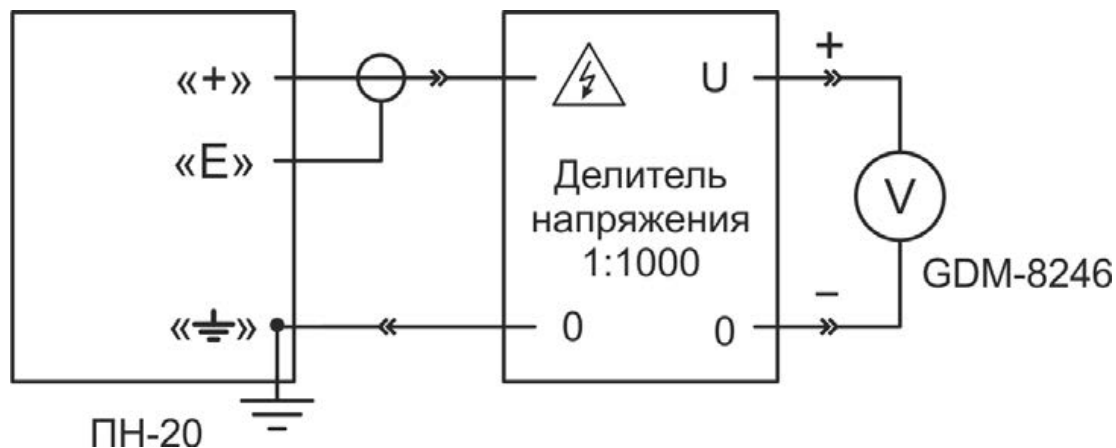 «+»
«E»
«⏚»
ПН-20
U
Делитель
напряжения
1:1000
0
0
+
V
–
GDM-8246